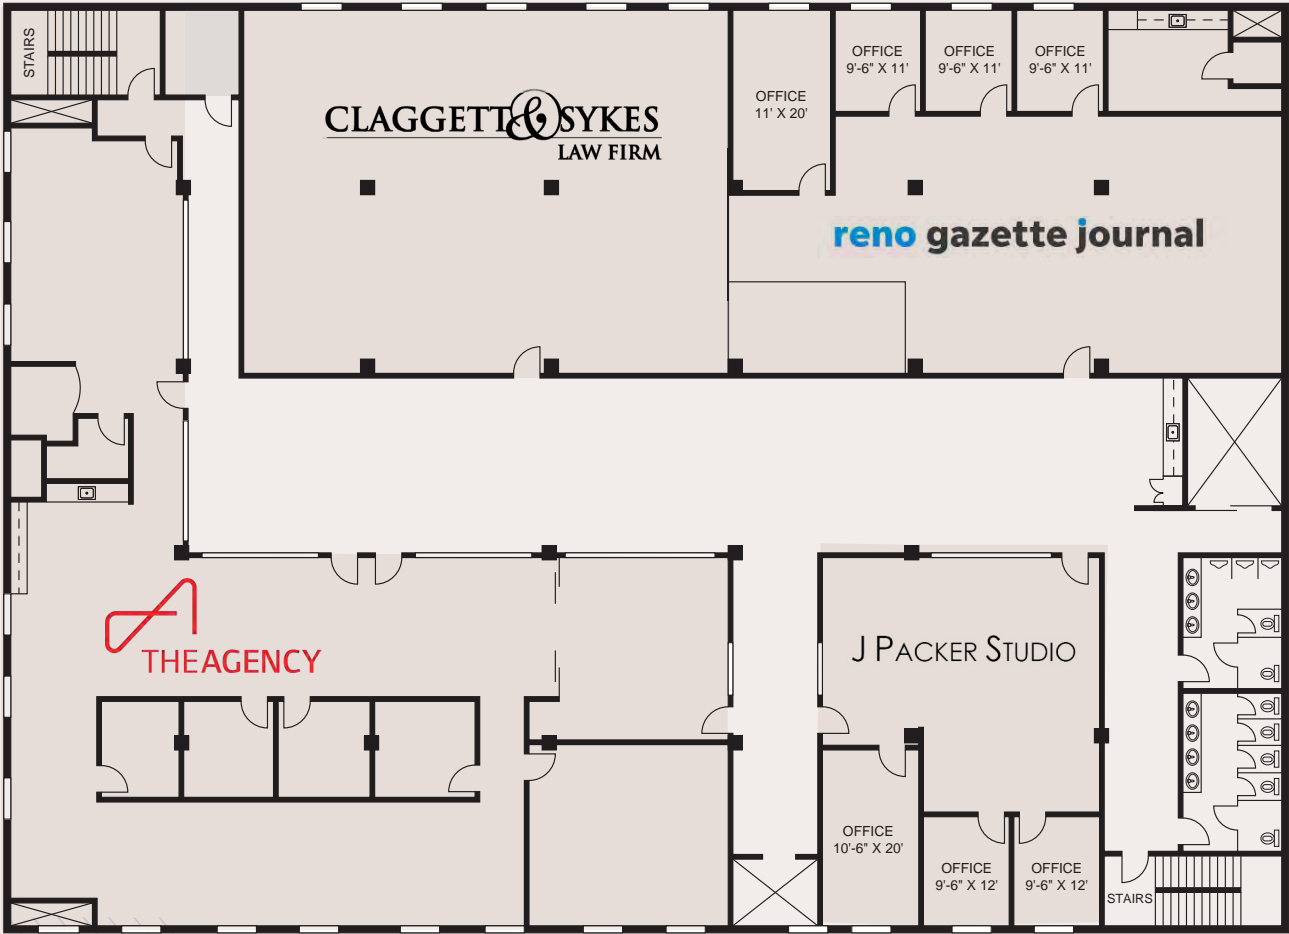 STAIRS
CLAGGETT & SYKES
LAW FIRM
OFFICE
11' X 20'
OFFICE
9'-6" X 11'
OFFICE
9'-6" X 11'
OFFICE
9'-6" X 11'
reno gazette journal
THE AGENCY
J PACKER STUDIO
OFFICE
10'-6" X 20'
OFFICE
9'-6" X 12'
OFFICE
9'-6" X 12'
STAIRS